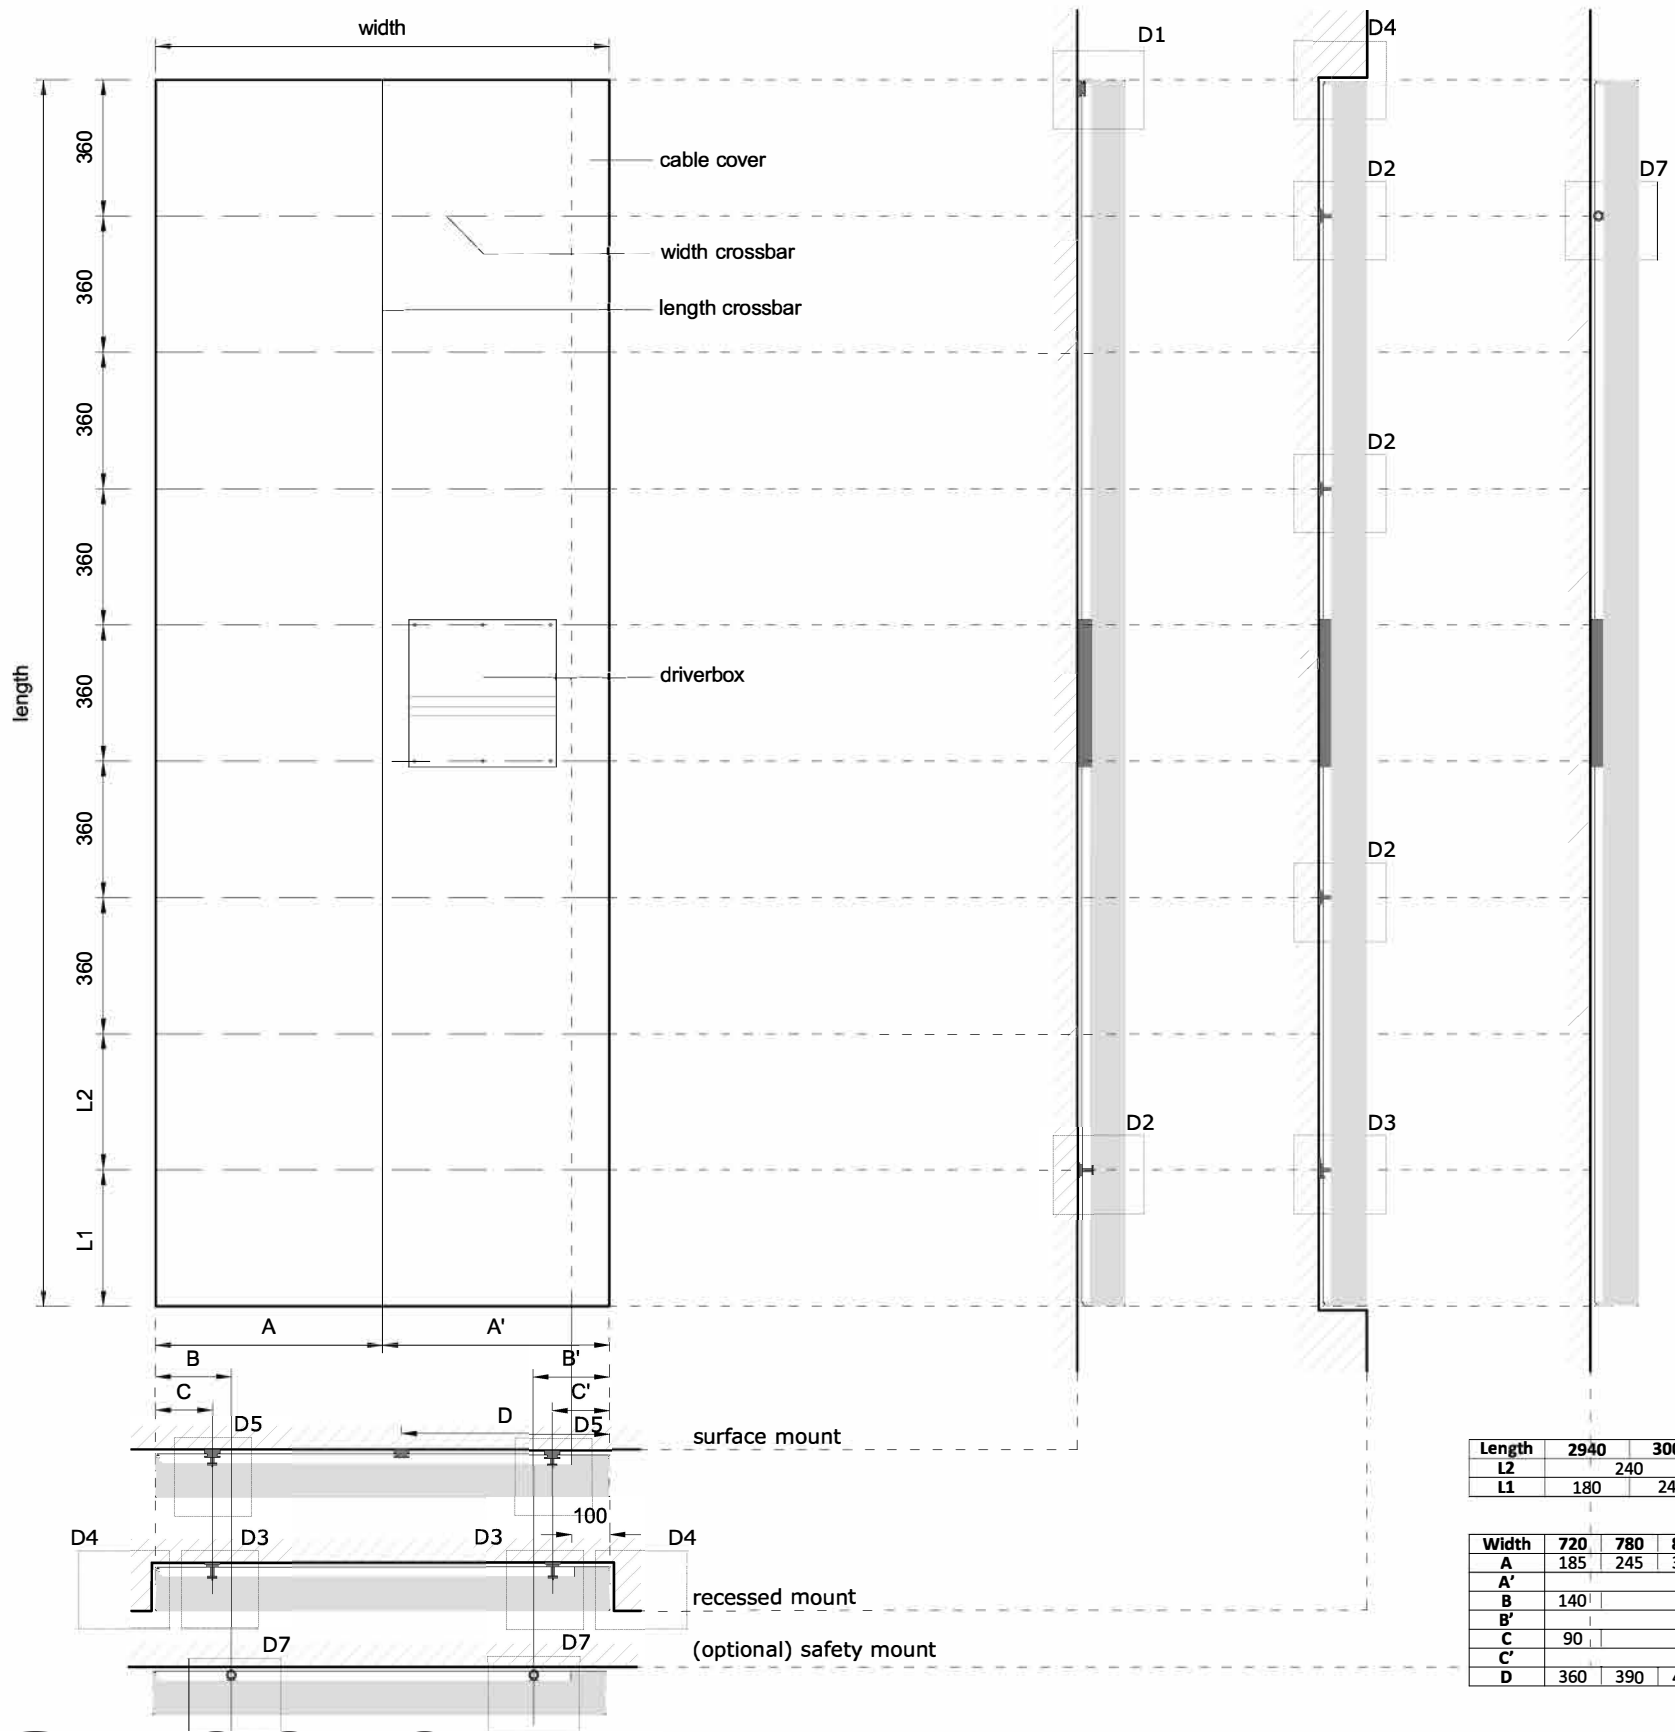 width
D1
D4
360
cable cover
D2
D7
width crossbar
360
length crossbar
360
D2
360
length
360
driverbox
360
D2
360
L2
D2
D3
L1
A
A'
B
B'
C
C'
D5
D
D5
surface mount
100
D4
D3
D3
D4
recessed mount
D7
D7
(optional) safety mount
Length 2940
L2 240
L1 180
Width 720 780
A 185 245
A'
B 140
B'
C 90
C'
D 360 390